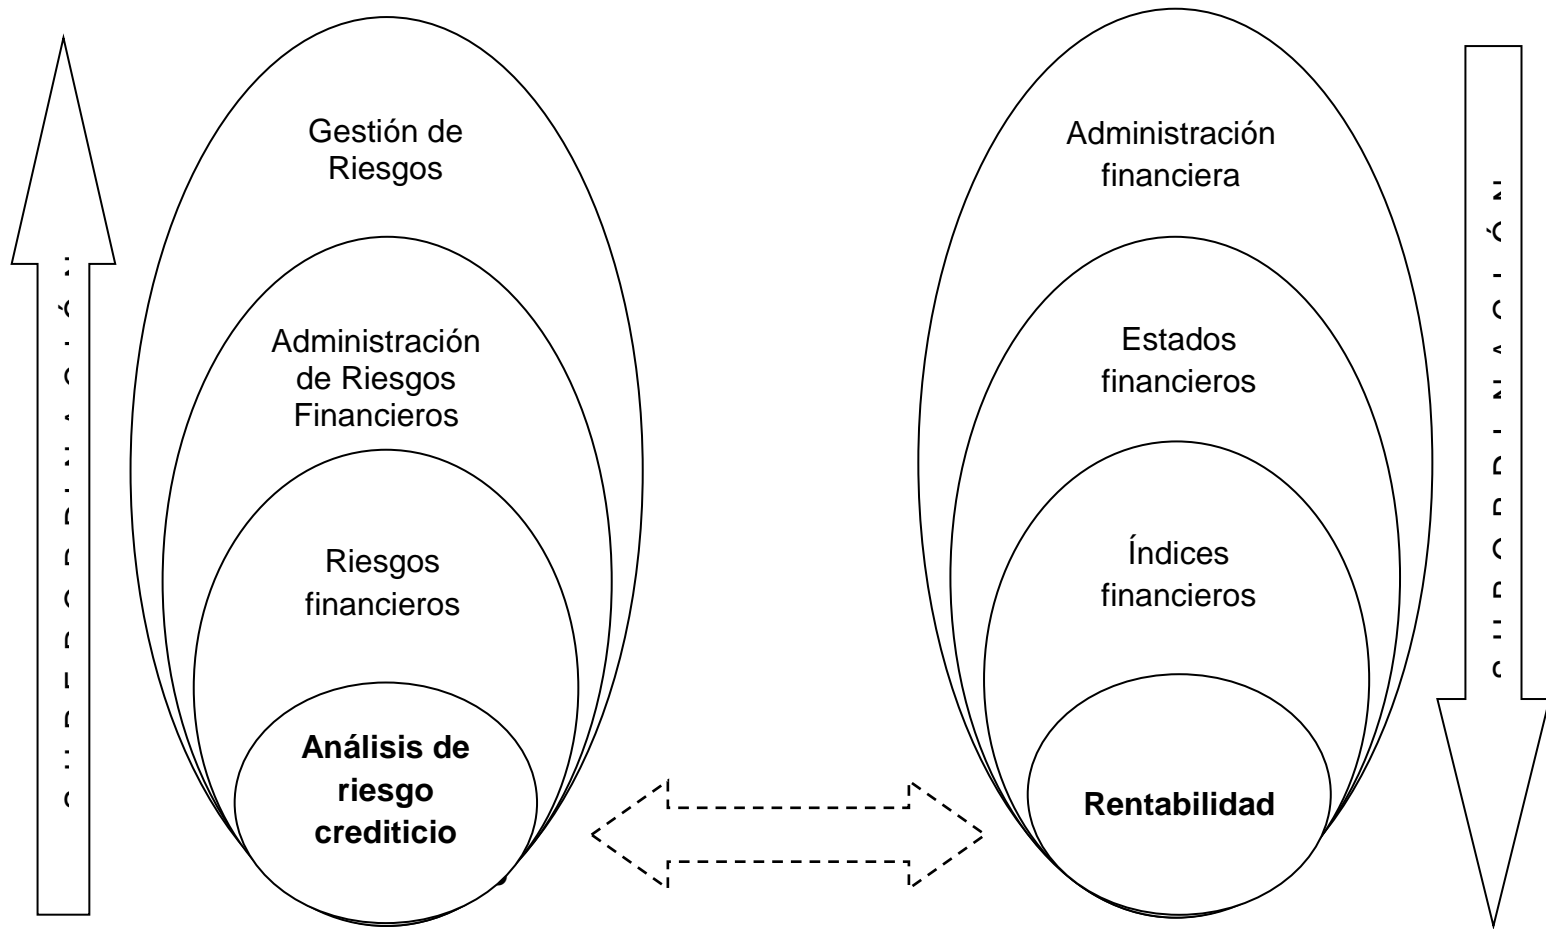 Gestión de
Riesgos
Administración
de Riesgos
Financieros
Riesgos
financieros
Análisis de
riesgo
crediticio
Administración
financiera
Estados
financieros
Índices
financieros
Rentabilidad